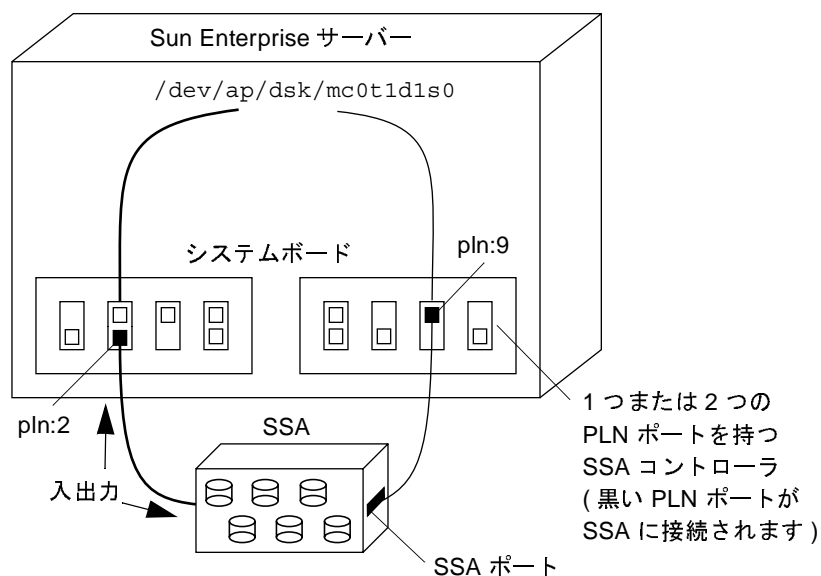 Sun Enterprise サーバー
/dev/ap/dsk/mc0t1d1s0
システムボード
pln:9
pln:2
SSA
入出力
1 つまたは 2 つの
PLN ポートを持つ
SSA コントローラ
( 黒い PLN ポートが
SSA に接続されます )
SSA ポート